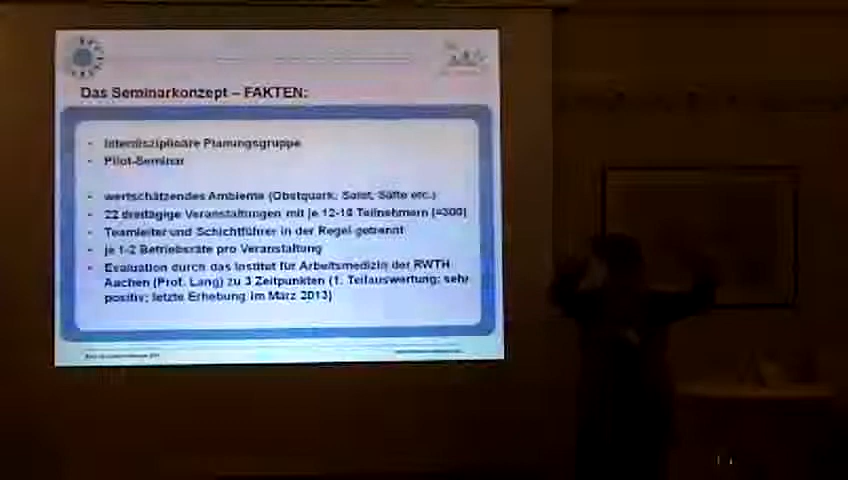 Das Seminarkonzept – FAKTEN:
• Interdisziplinäre Planungsgruppe
• Pilot-Seminar
• wertschätzendes Ambiente (Obstquark, Salat, Säfte etc.)
• 22 dreitägige Veranstaltungen mit je 12-16 Teilnehmern (=300)
• Teamleiter und Schichtführer in der Regel getrennt
• je 1-2 Betriebsräte pro Veranstaltung
• Evaluation durch das Institut für Arbeitsmedizin der RWTH
Aachen (Prof. Lang) zu 3 Zeitpunkten (1. Teilauswertung: sehr
positiv; letzte Erhebung im März 2013)